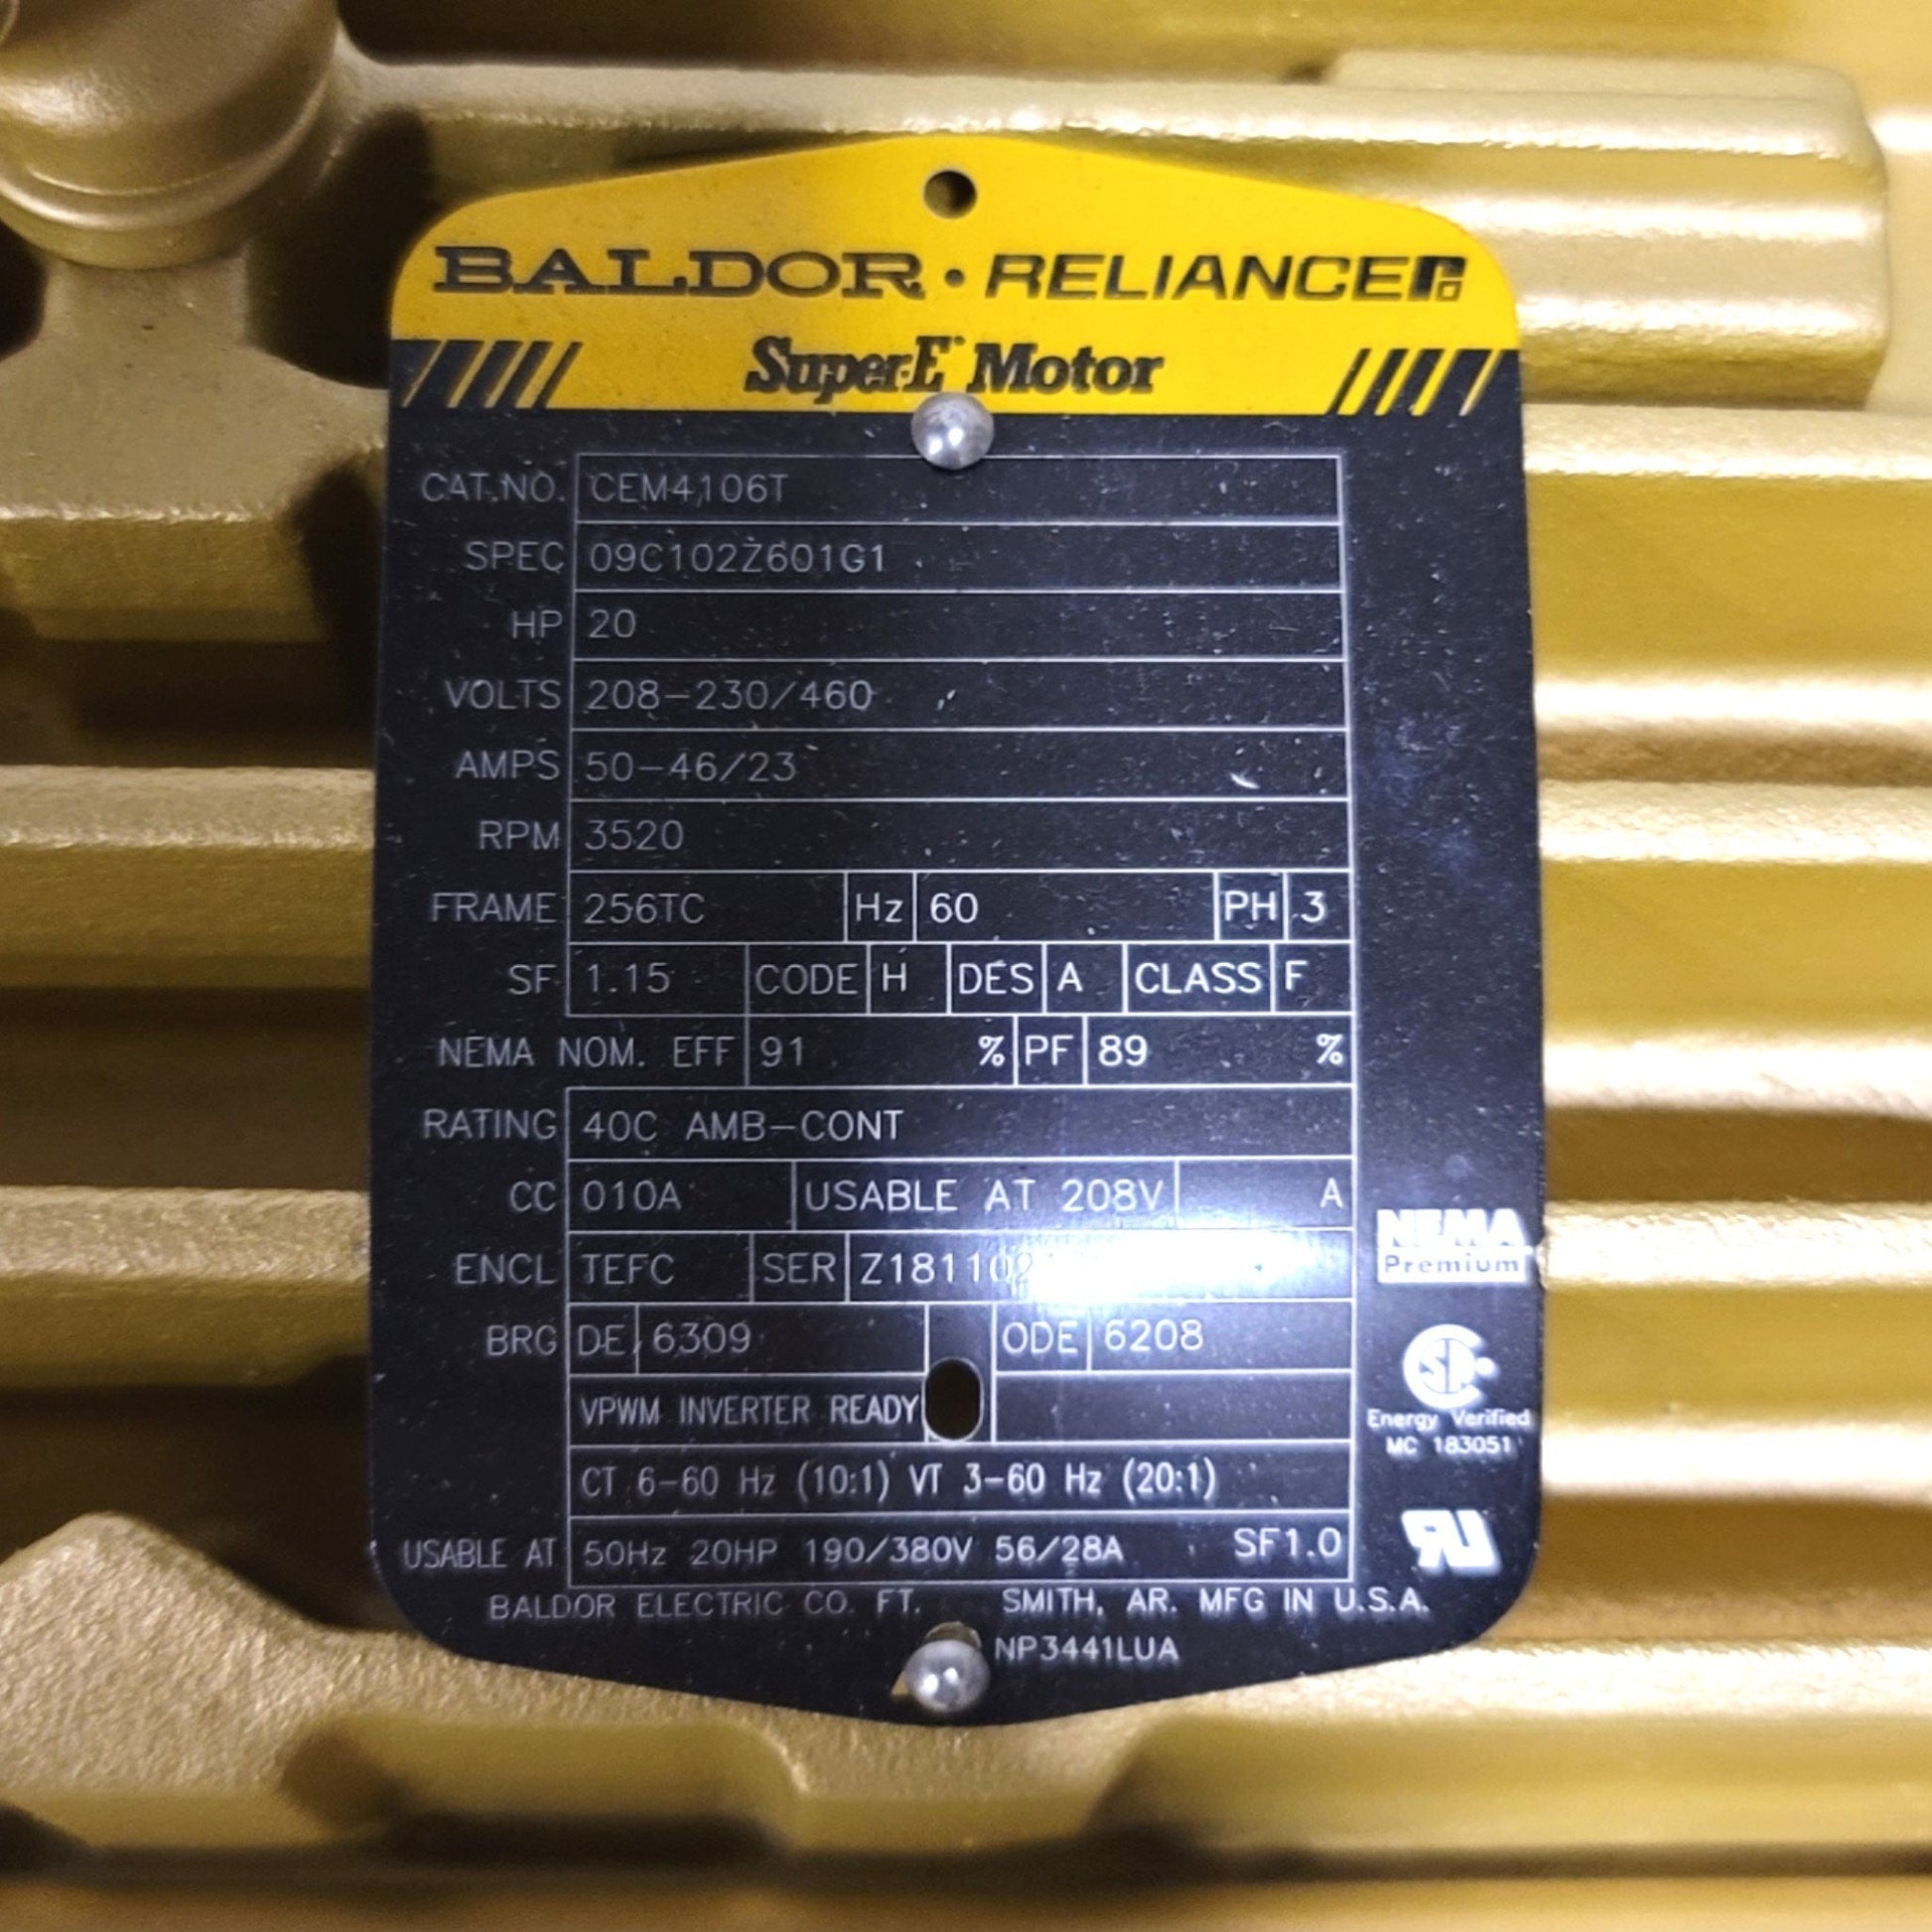 BALDOR • RELIANCE
Super-E Motor
CAT.NO. CEM4106T
SPEC 09C102Z601G1
HP 20
VOLTS 208-230/460
AMPS 50-46/23
RPM 3520
FRAME 256TC Hz 60 PH 3
SF 1.15 CODE H DES A CLASS F
NEMA NOM. EFF 91 % PF 89 %
RATING 40C AMB-CONT
CC 010A USABLE AT 208V A
ENCL TEFC SER
BRG DE 6309 ODE 6208
VPWM INVERTER READY
CT 6-60 Hz (10:1) VT 3-60 Hz (20:1)
USABLE AT 50Hz 20HP 190/380V 56/28A SF1.0
BALDOR ELECTRIC CO. FT. SMITH, AR. MFG IN U.S.A.
NP3441LUA
NEMA
Premium
Energy Verified
MC 183051